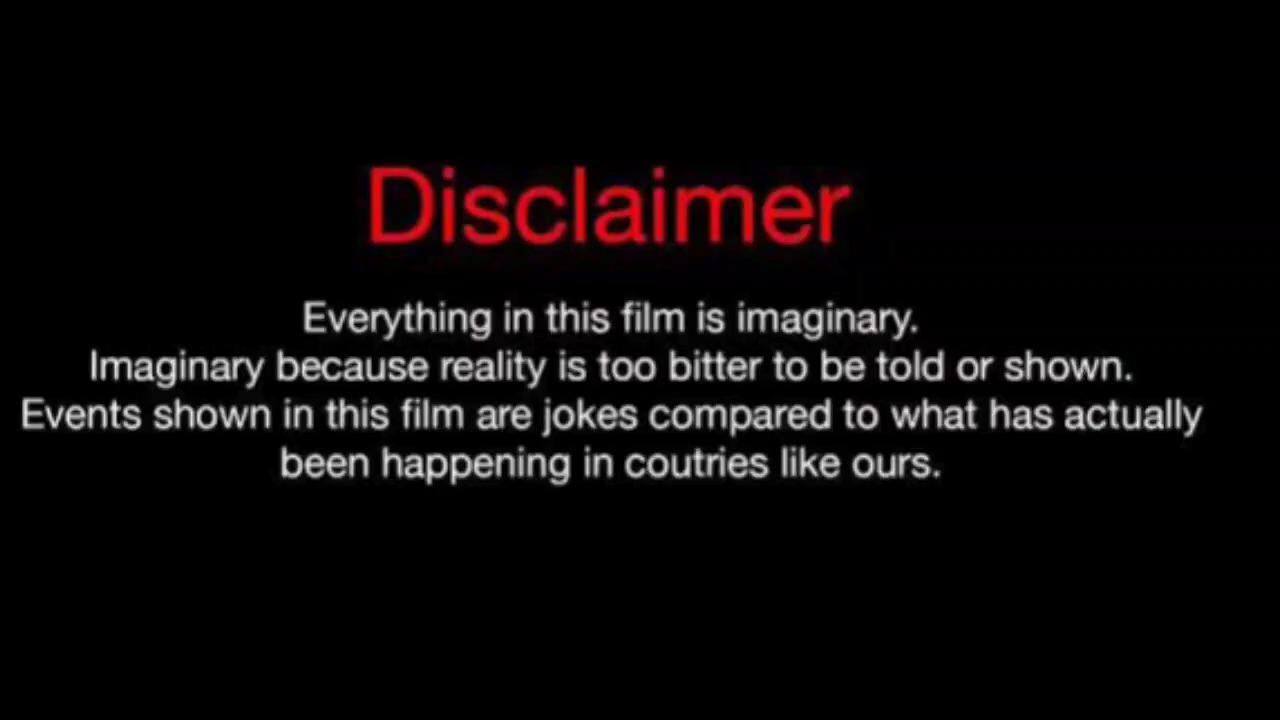 Disclaimer
Everything in this film is imaginary.
Imaginary because reality is too bitter to be told or shown.
Events shown in this film are jokes compared to what has actually
been happening in coutries like ours.